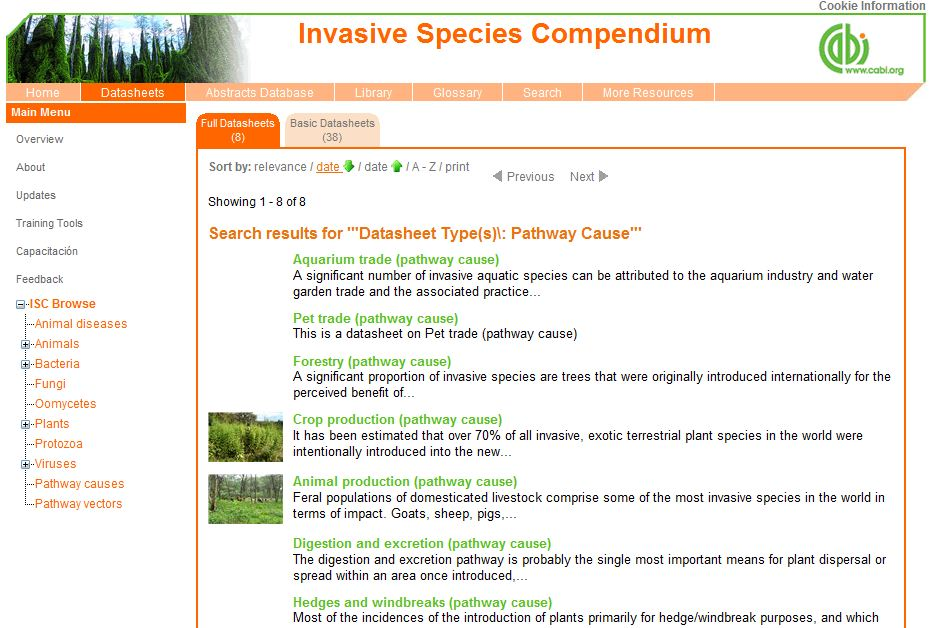 Cookie Information
Invasive Species Compendium
cabi
www.cabi.org
Home Datasheets Abstracts Database Library Glossary Search More Resources
Main Menu
Overview
About
Updates
Training Tools
Capacitación
Feedback
ISC Browse
Animal diseases
Animals
Bacteria
Fungi
Oomycetes
Plants
Protozoa
Viruses
Pathway causes
Pathway vectors
Full Datasheets
(8)
Basic Datasheets
(38)
Sort by: relevance / date / date / A - Z / print
Previous Next
Showing 1 - 8 of 8
Search results for '"Datasheet Type(s)\: Pathway Cause"'
Aquarium trade (pathway cause)
A significant number of invasive aquatic species can be attributed to the aquarium industry and water
garden trade and the associated practice...
Pet trade (pathway cause)
This is a datasheet on Pet trade (pathway cause)
Forestry (pathway cause)
A significant proportion of invasive species are trees that were originally introduced internationally for the
perceived benefit of...
Crop production (pathway cause)
It has been estimated that over 70% of all invasive, exotic terrestrial plant species in the world were
intentionally introduced into the new...
Animal production (pathway cause)
Feral populations of domesticated livestock comprise some of the most invasive species in the world in
terms of impact. Goats, sheep, pigs,...
Digestion and excretion (pathway cause)
The digestion and excretion pathway is probably the single most important means for plant dispersal or
spread within an area once introduced,...
Hedges and windbreaks (pathway cause)
Most of the incidences of the introduction of plants primarily for hedge/windbreak purposes, and which